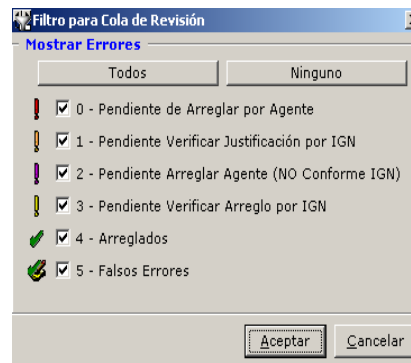 Filtro para Cola de Revisión
Mostrar Errores
Todos Ninguno
0 - Pendiente de Arreglar por Agente
1 - Pendiente Verificar Justificación por IGN
2 - Pendiente Arreglar Agente (NO Conforme IGN)
3 - Pendiente Verificar Arreglo por IGN
4 - Arreglados
5 - Falsos Errores
Aceptar Cancelar